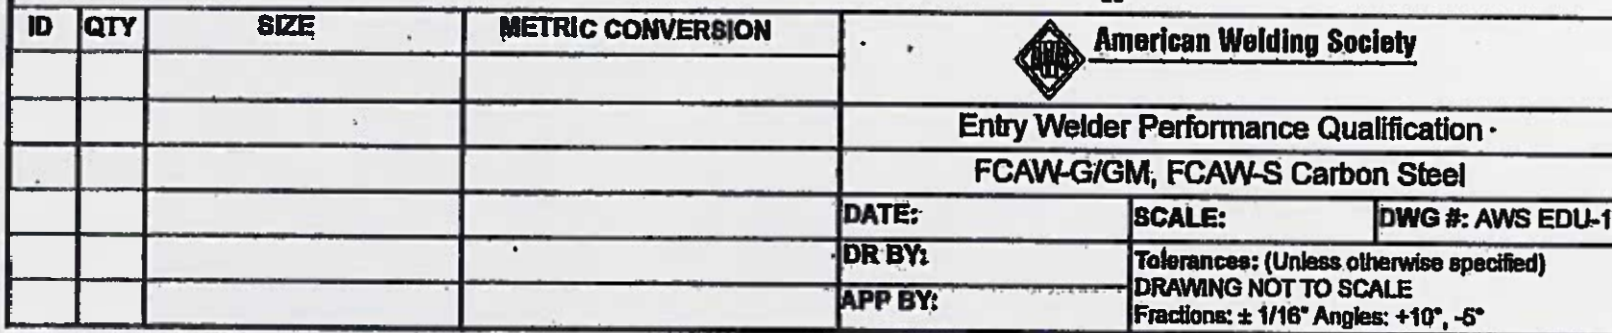 ID QTY SIZE METRIC CONVERSION
AWS American Welding Society
Entry Welder Performance Qualification
FCAW-G/GM, FCAW-S Carbon Steel
DATE: SCALE: DWG #: AWS EDU-1
DR BY: Tolerances: (Unless otherwise specified)
DRAWING NOT TO SCALE
APP BY: Fractions: ± 1/16" Angles: +10°, -5°